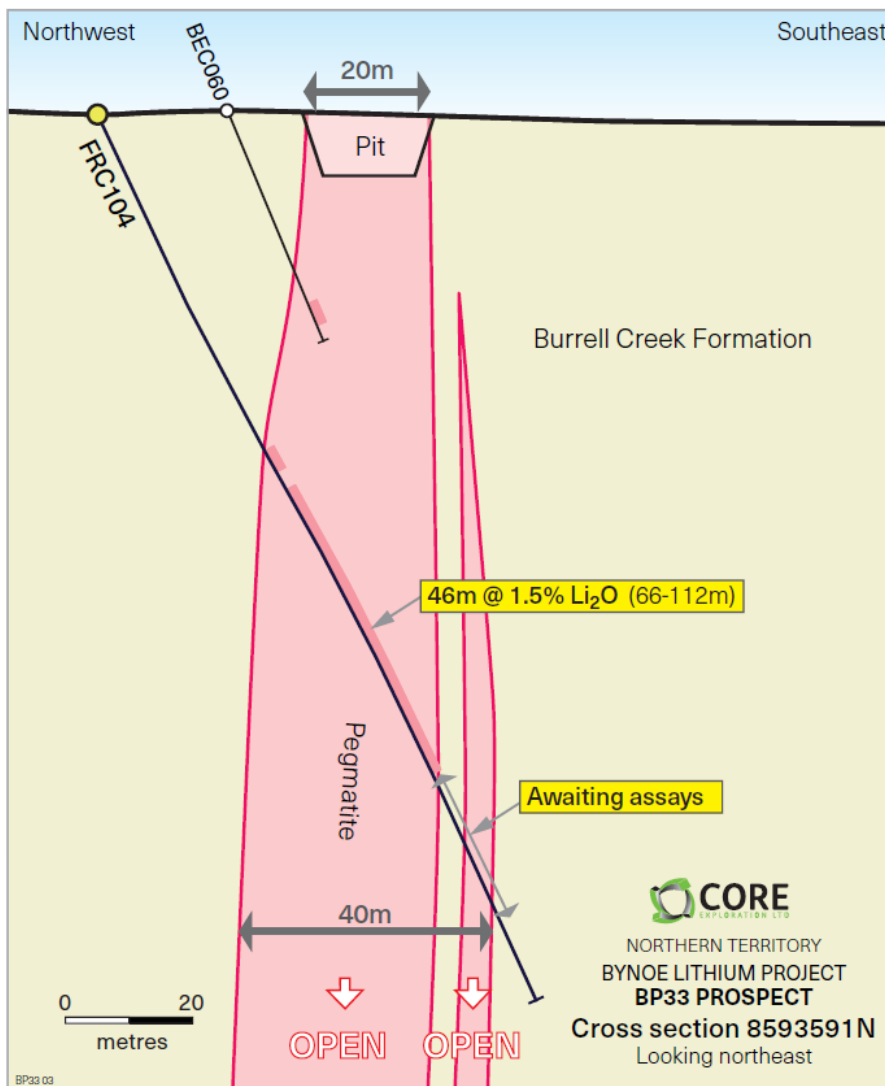 Northwest
Southeast
BEC060
20m
FRC104
Pit
Burrell Creek Formation
46m @ 1.5% Li₂O (66-112m)
Pegmatite
Awaiting assays
40m
CORE
EXPLORATION LTD
NORTHERN TERRITORY
BYNOE LITHIUM PROJECT
BP33 PROSPECT
Cross section 8593591N
Looking northeast
0 20
metres
OPEN OPEN
BP33 03